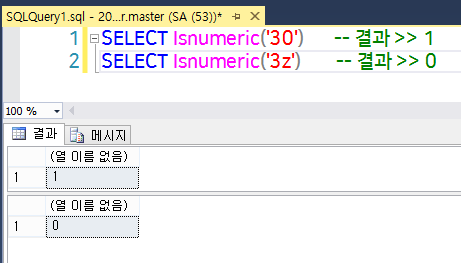 SQLQuery1.sql - 20...r.master (SA (53))*
1 SELECT Isnumeric('30') -- 결과 >> 1
2 SELECT Isnumeric('3z') -- 결과 >> 0
100 %
결과 메시지
(열 이름 없음)
1 1
(열 이름 없음)
1 0